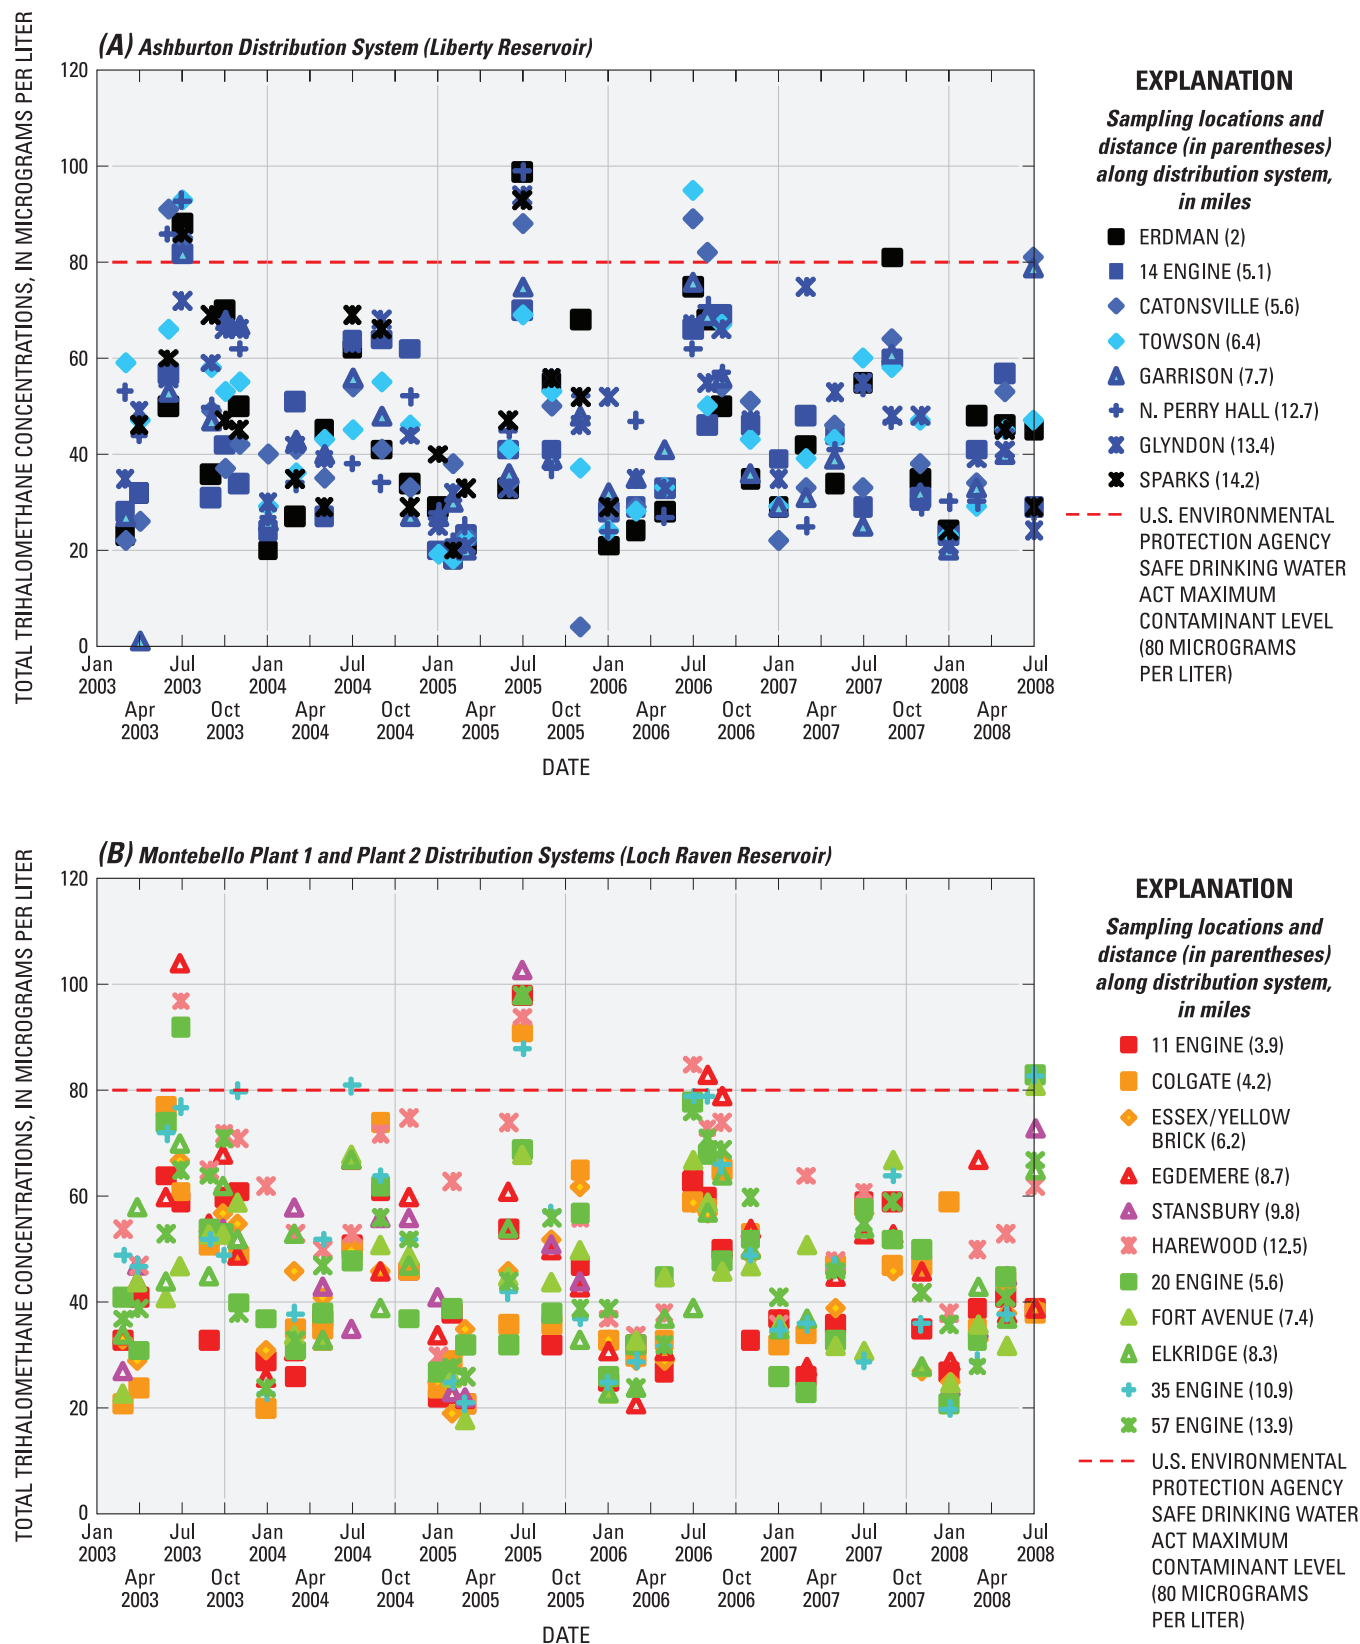 (A) Ashburton Distribution System (Liberty Reservoir)
TOTAL TRIHALOMETHANE CONCENTRATIONS, IN MICROGRAMS PER LITER
120
100
80
60
40
20
0
Jan Jul Jan Jul Jan Jul Jan Jul Jan Jul Jan Jul
2003 2003 2004 2004 2005 2005 2006 2006 2007 2007 2008 2008
Apr Oct Apr Oct Apr Oct Apr Oct Apr Oct Apr
2003 2003 2004 2004 2005 2005 2006 2006 2007 2007 2008
DATE
EXPLANATION
Sampling locations and
distance (in parentheses)
along distribution system,
in miles
ERDMAN (2)
14 ENGINE (5.1)
CATONSVILLE (5.6)
TOWSON (6.4)
GARRISON (7.7)
N. PERRY HALL (12.7)
GLYNDON (13.4)
SPARKS (14.2)
U.S. ENVIRONMENTAL
PROTECTION AGENCY
SAFE DRINKING WATER
ACT MAXIMUM
CONTAMINANT LEVEL
(80 MICROGRAMS
PER LITER)
(B) Montebello Plant 1 and Plant 2 Distribution Systems (Loch Raven Reservoir)
TOTAL TRIHALOMETHANE CONCENTRATIONS, IN MICROGRAMS PER LITER
120
100
80
60
40
20
0
Jan Jul Jan Jul Jan Jul Jan Jul Jan Jul Jan Jul
2003 2003 2004 2004 2005 2005 2006 2006 2007 2007 2008 2008
Apr Oct Apr Oct Apr Oct Apr Oct Apr Oct Apr
2003 2003 2004 2004 2005 2005 2006 2006 2007 2007 2008
DATE
EXPLANATION
Sampling locations and
distance (in parentheses)
along distribution system,
in miles
11 ENGINE (3.9)
COLGATE (4.2)
ESSEX/YELLOW
BRICK (6.2)
EGDEMERE (8.7)
STANSBURY (9.8)
HAREWOOD (12.5)
20 ENGINE (5.6)
FORT AVENUE (7.4)
ELKRIDGE (8.3)
35 ENGINE (10.9)
57 ENGINE (13.9)
U.S. ENVIRONMENTAL
PROTECTION AGENCY
SAFE DRINKING WATER
ACT MAXIMUM
CONTAMINANT LEVEL
(80 MICROGRAMS
PER LITER)